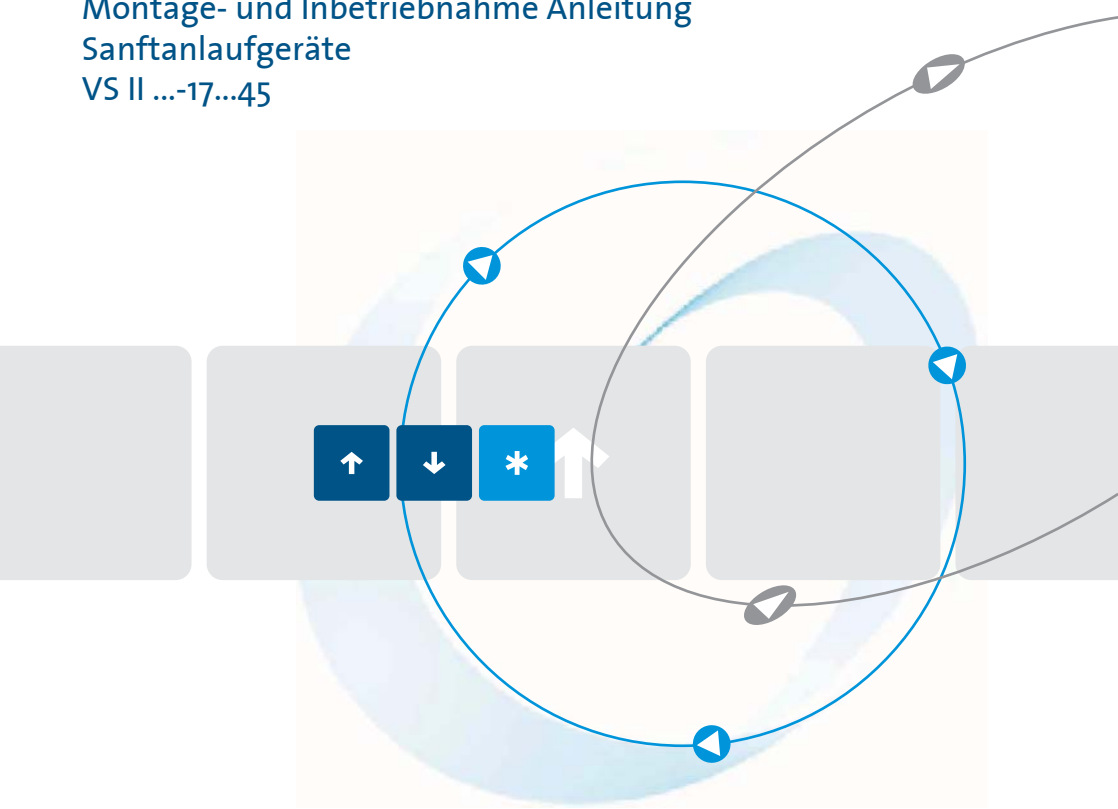 Montage- und Inbetriebnahme Anleitung
Sanftanlaufgeräte
VS II ...-17...45